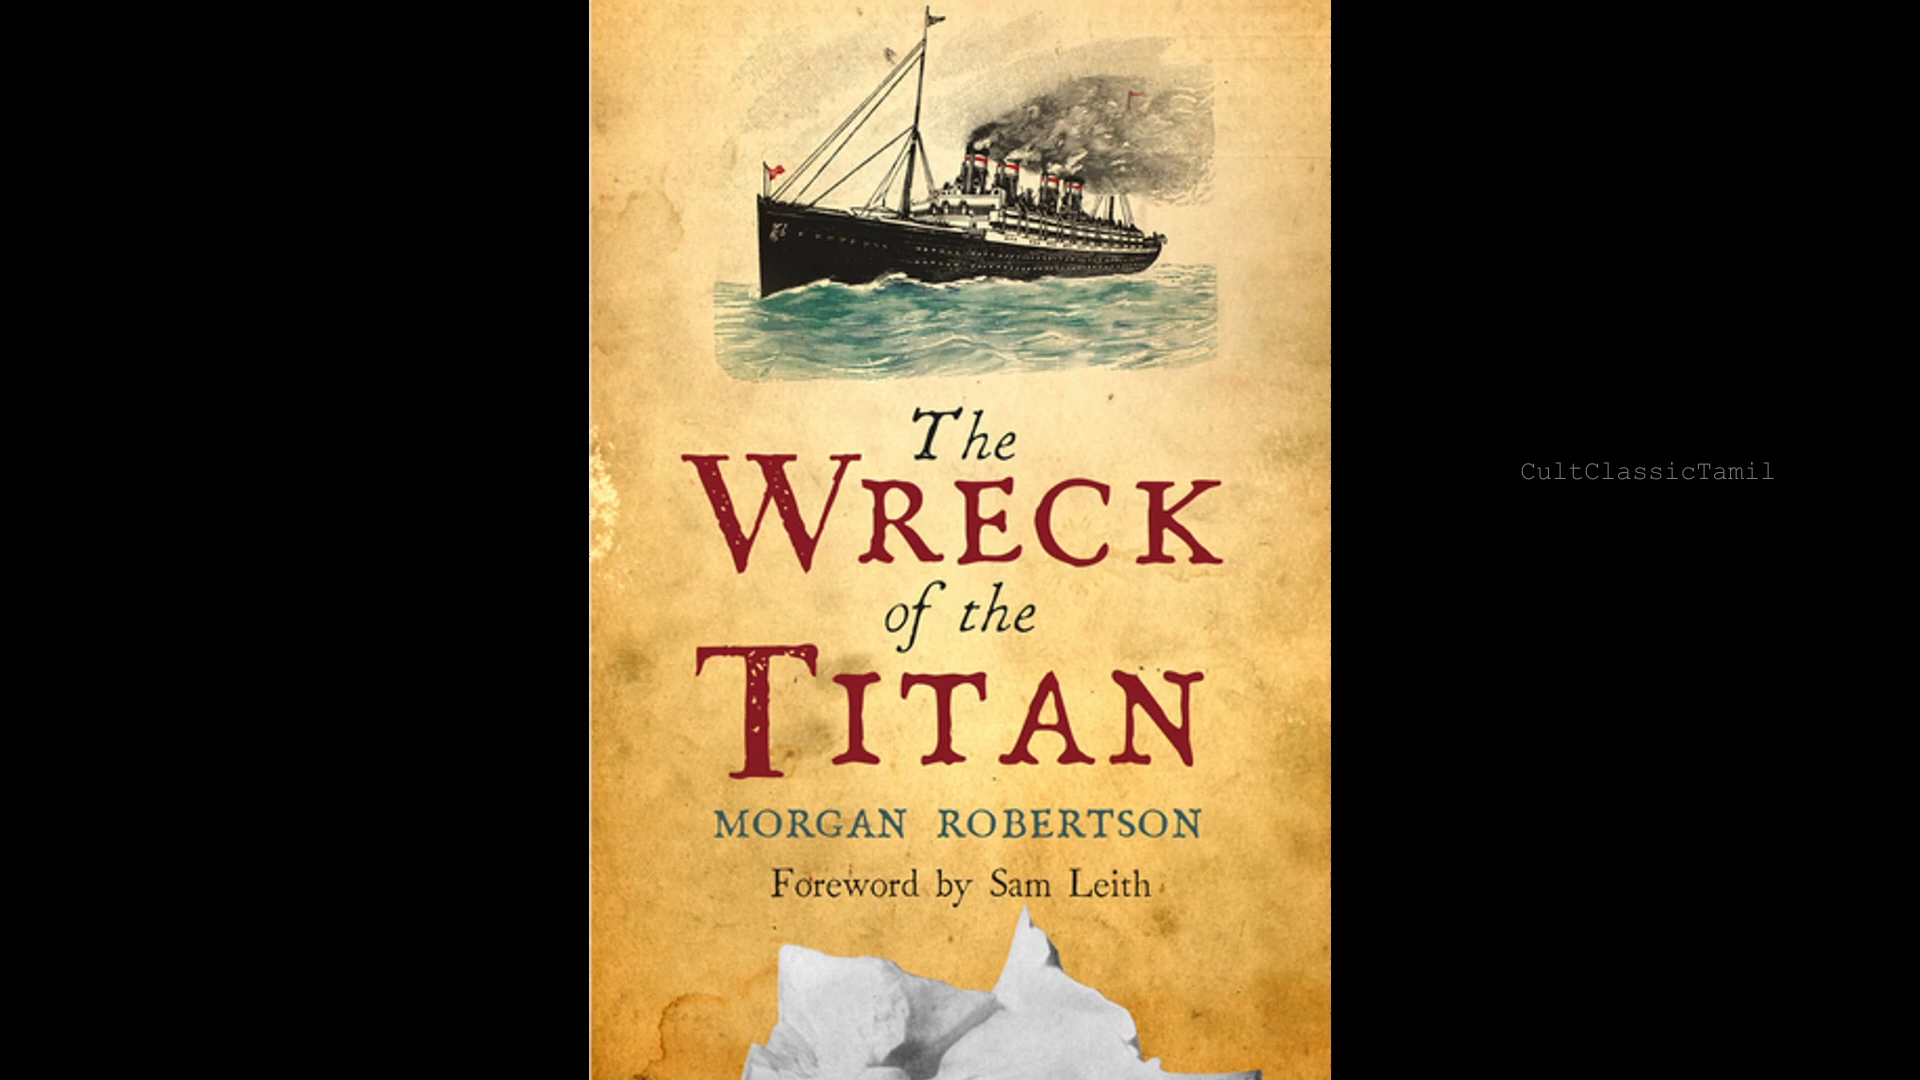 The
WRECK
of the
TITAN
MORGAN ROBERTSON
Foreword by Sam Leith
CultClassicTamil